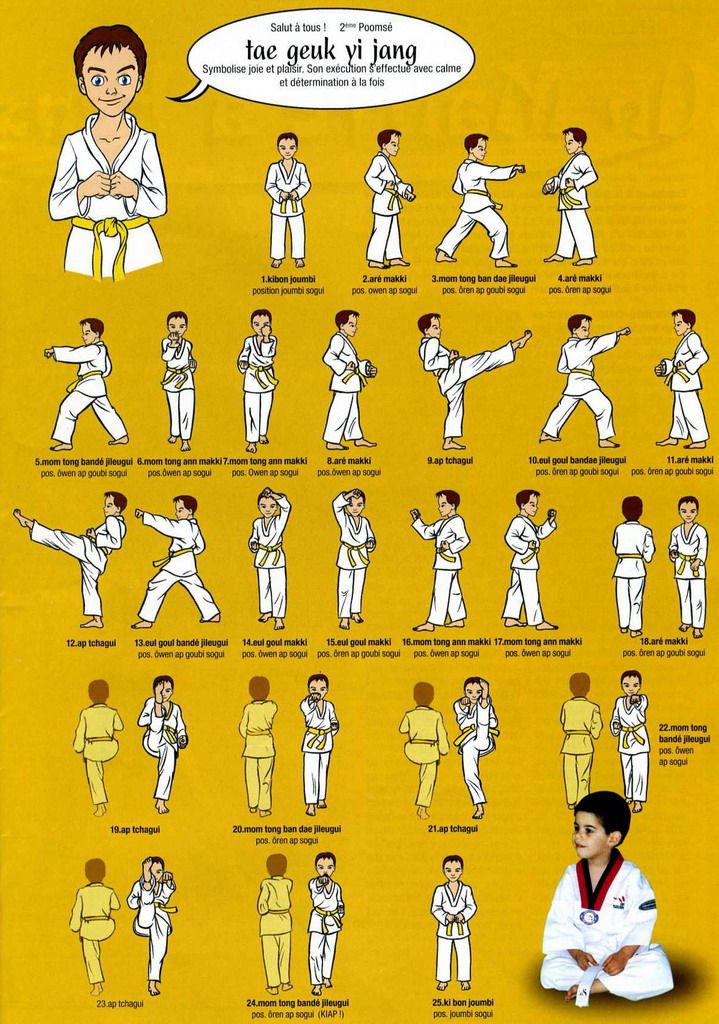 Salut à tous ! 2ème Poomsé
tae geuk yi jang
Symbolise joie et plaisir. Son exécution s'effectue avec calme
et détermination à la fois
1.kibon joumbi
position joumbi sogui
2.aré makki
pos. owen ap sogui
3.mom tong ban dae jileugui
pos. ôren ap goubi sogui
4.aré makki
pos. ôren ap sogui
5.mom tong bandé jileugui
pos. ôwen ap goubi sogui
6.mom tong ann makki
pos.ôwen ap sogui
7.mom tong ann makki
pos. Owen ap sogui
8.aré makki
pos.ôwen ap sogui
9.ap tchagui
10.eul goul bandae jileugui
pos. ôren ap goubi sogui
11.aré makki
pos. ôren ap goubi sogui
12.ap tchagui
13.eul goul bandé jileugui
pos. ôwen ap goubi sogui
14.eul goul makki
pos. ôwen ap sogui
15.eul goul makki
pos. ôren ap goubi sogui
16.mom tong ann makki
pos. ôwen ap sogui
17.mom tong ann makki
pos. ôren ap sogui
18.aré makki
pos. ôren ap goubi sogui
19.ap tchagui
20.mom tong ban dae jileugui
pos. ôren ap sogui
21.ap tchagui
22.mom tong
bandé jileugui
pos. ôwen
ap sogui
23.ap tchagui
24.mom tong bandé jileugui
pos. ôren ap sogui (KIAP !)
25.ki bon joumbi
pos. joumbi sogui